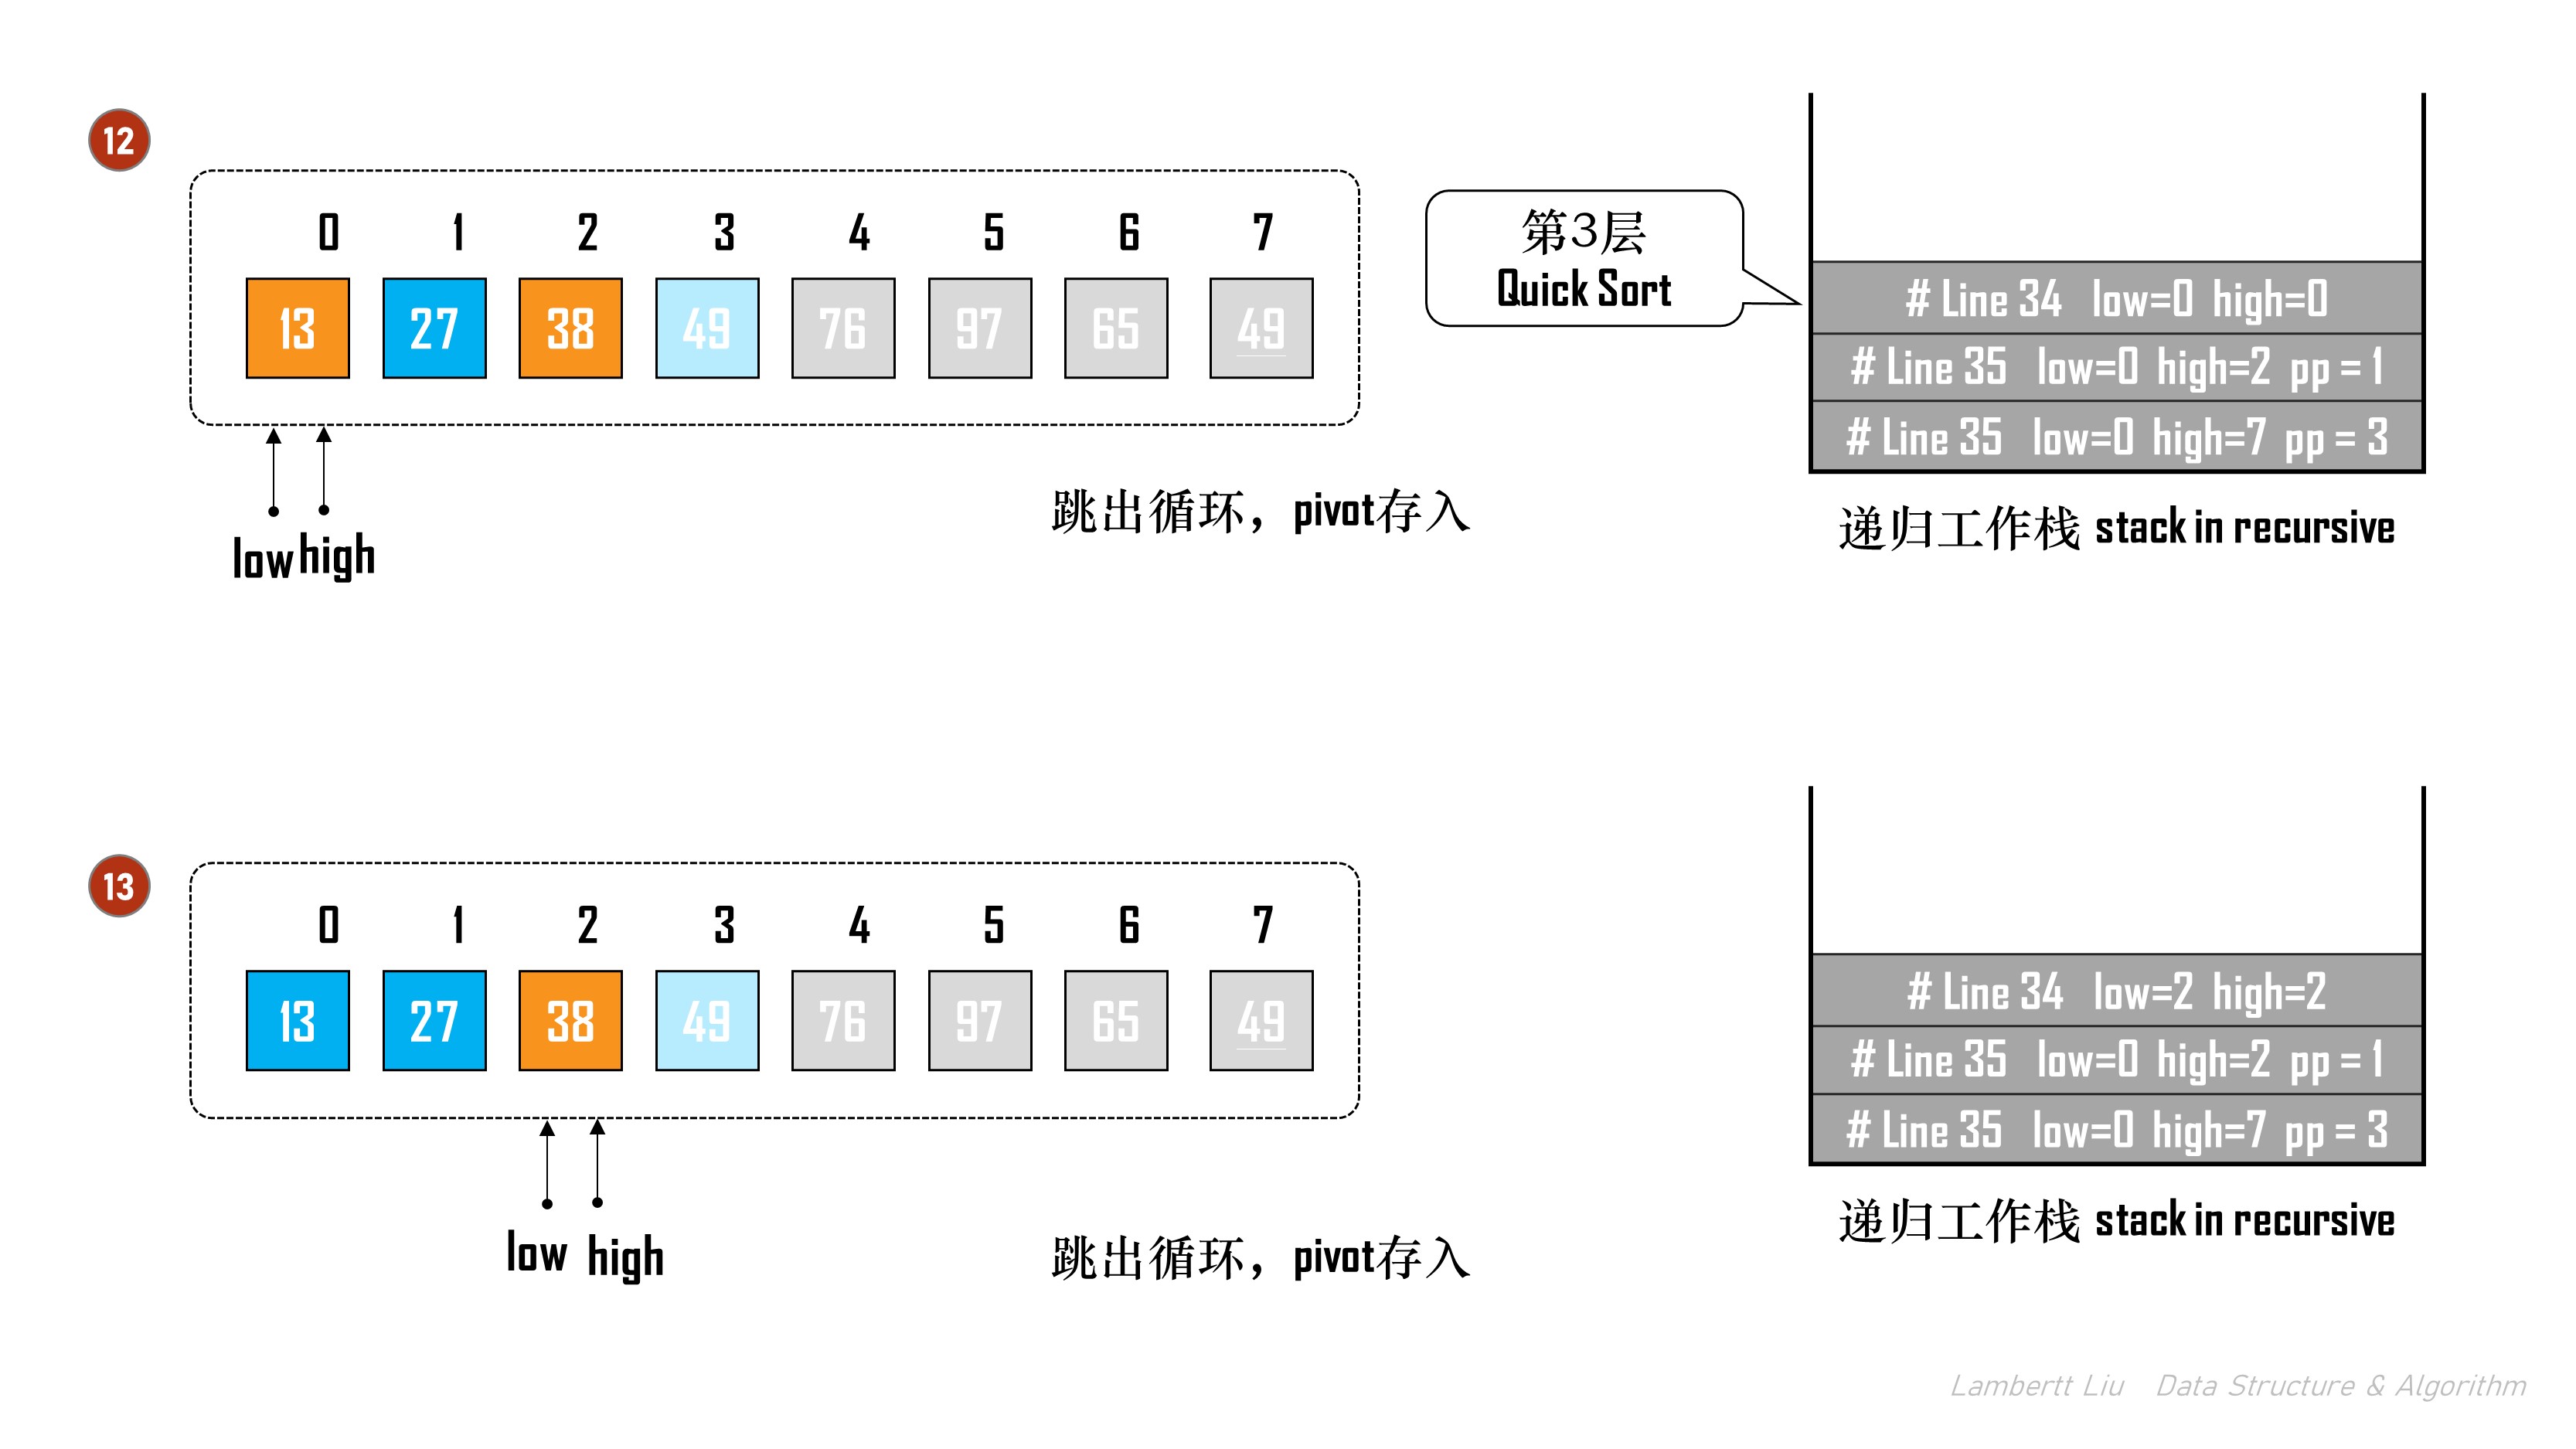 12
0 1 2 3 4 5 6 7
13 27 38 49 76 97 65 49
low high
跳出循环，pivot存入
第3层
Quick Sort
# Line 34 low=0 high=0
# Line 35 low=0 high=2 pp = 1
# Line 35 low=0 high=7 pp = 3
递归工作栈 stack in recursive
13
0 1 2 3 4 5 6 7
13 27 38 49 76 97 65 49
low high
跳出循环，pivot存入
# Line 34 low=2 high=2
# Line 35 low=0 high=2 pp = 1
# Line 35 low=0 high=7 pp = 3
递归工作栈 stack in recursive
Lambertt Liu Data Structure & Algorithm